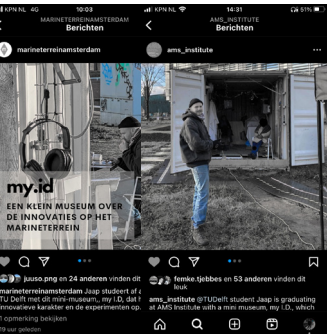 KPN NL 4G 10:03
MARINETERREINAMSTERDAM
Berichten
marineterreinamsterdam
my.id
EEN KLEIN MUSEUM OVER
DE INNOVATIES OP HET
MARINETERREIN
juuso.png en 24 anderen vinden dit
marineterreinamsterdam Jaap studeert af
TU Delft met dit mini-museum,, my I.D, dat
innovatieve karakter en de experimenten op
1 opmerking bekijken
19 uur geleden
KPN NL 14:31 51%
AMS_INSTITUTE
Berichten
ams_institute
femke.tjebbes en 53 anderen vinden dit
leuk
ams_institute @TUDelft student Jaap is graduating
at AMS Institute with a mini museum, my I.D., which